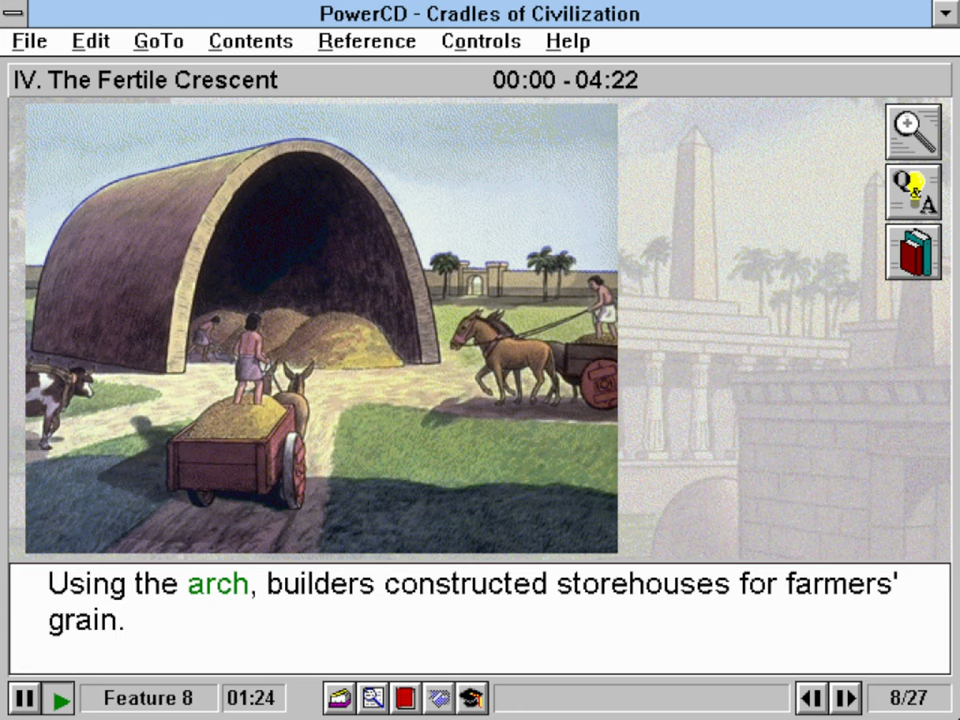 PowerCD - Cradles of Civilization
File Edit GoTo Contents Reference Controls Help
IV. The Fertile Crescent 00:00 - 04:22
Q & A
Using the arch, builders constructed storehouses for farmers'
grain.
Feature 8 01:24 8/27